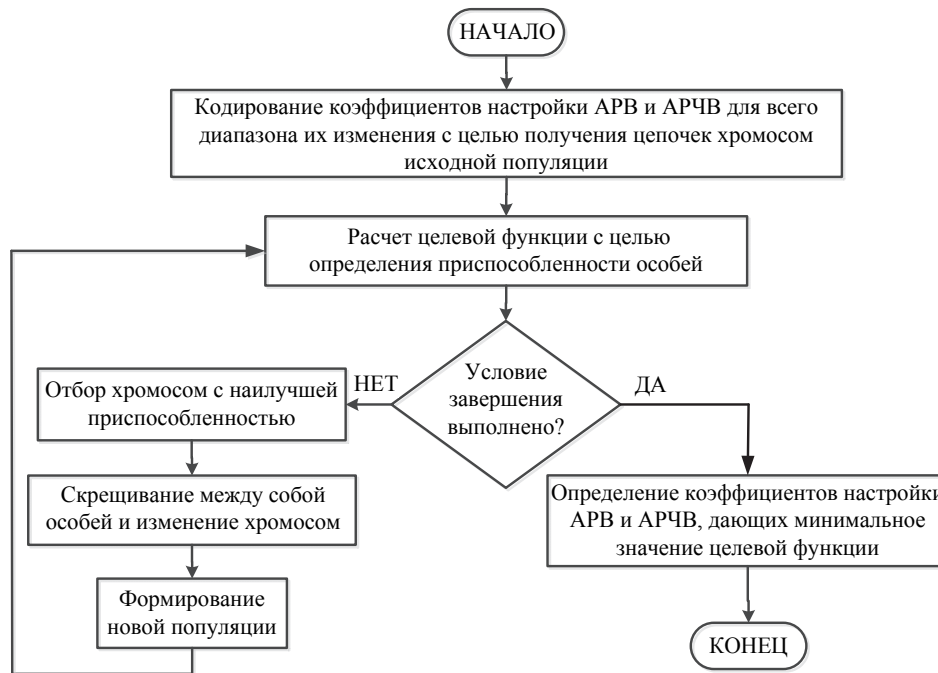 НАЧАЛО
Кодирование коэффициентов настройки АРВ и АРЧВ для всего
диапазона их изменения с целью получения цепочек хромосом
исходной популяции
Расчет целевой функции с целью
определения приспособленности особей
Условие
завершения
выполнено?
НЕТ
ДА
Отбор хромосом с наилучшей
приспособленностью
Скрещивание между собой
особей и изменение хромосом
Формирование
новой популяции
Определение коэффициентов настройки
АРВ и АРЧВ, дающих минимальное
значение целевой функции
КОНЕЦ